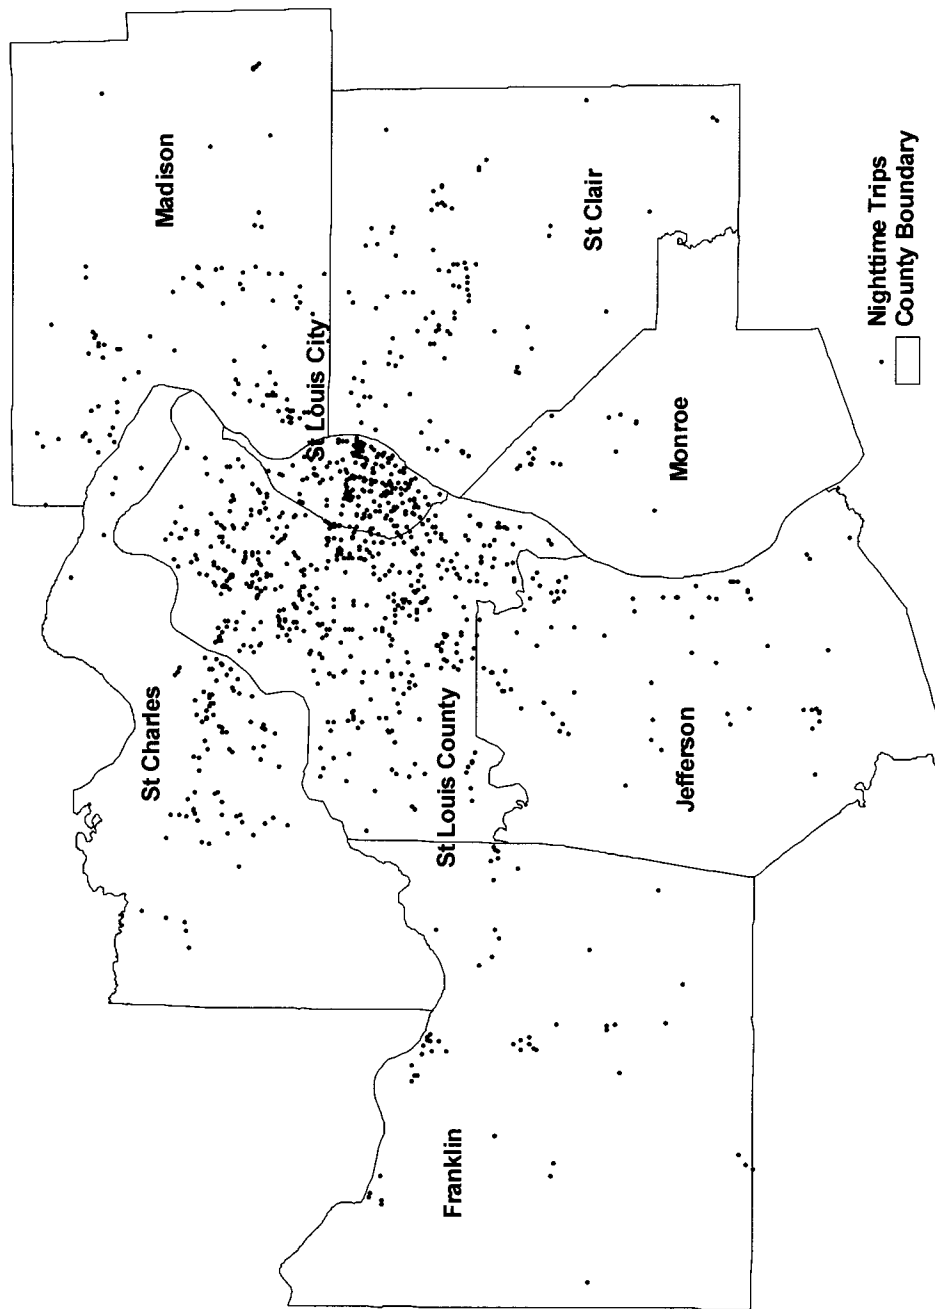 Madison
St Charles
St Louis City
St Louis County
St Clair
Franklin
Monroe
Jefferson
Nighttime Trips
County Boundary